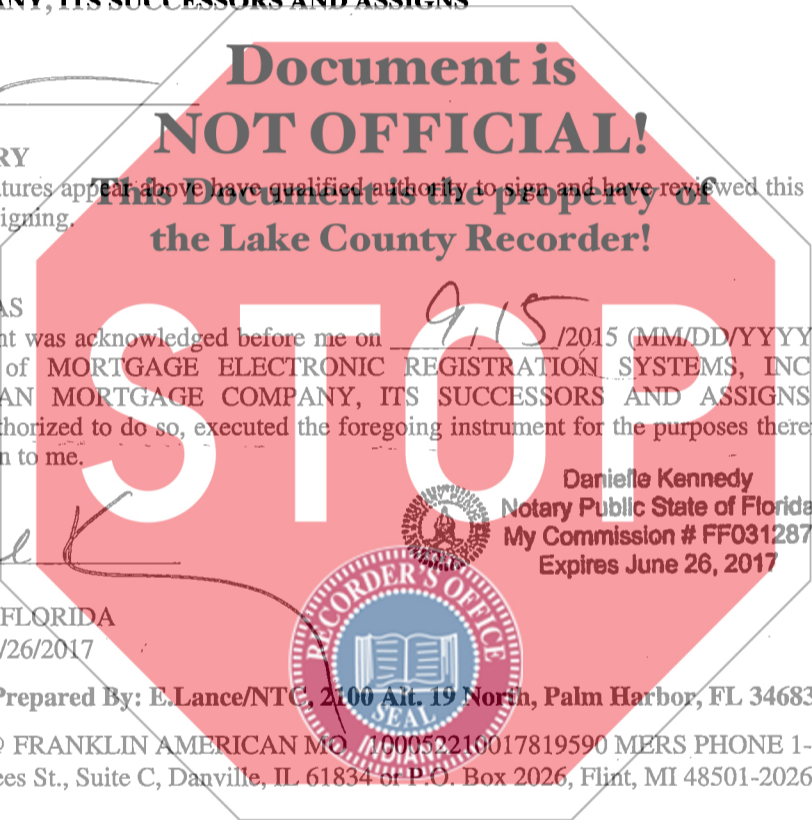 ANY, ITS SUCCESSORS AND ASSIGNS
Document is
NOT OFFICIAL!
RY
tures appear above have qualified authority to sign and have reviewed this
This Document is the property of
igning.
the Lake County Recorder!
AS
nt was acknowledged before me on 9/15/2015 (MM/DD/YYYY
of MORTGAGE ELECTRONIC REGISTRATION SYSTEMS, INC
AN MORTGAGE COMPANY, ITS SUCCESSORS AND ASSIGNS
thorized to do so, executed the foregoing instrument for the purposes there
n to me.
STOP
Danielle Kennedy
Notary Public State of Florida
My Commission # FF031287
Expires June 26, 2017
FLORIDA
/26/2017
RECORDER'S OFFICE
SEAL
INDIANA
Prepared By: E.Lance/NTC, 2100 Alt. 19 North, Palm Harbor, FL 34683
FRANKLIN AMERICAN MO 100052210017819590 MERS PHONE 1-
ees St., Suite C, Danville, IL 61834 or P.O. Box 2026, Flint, MI 48501-2026